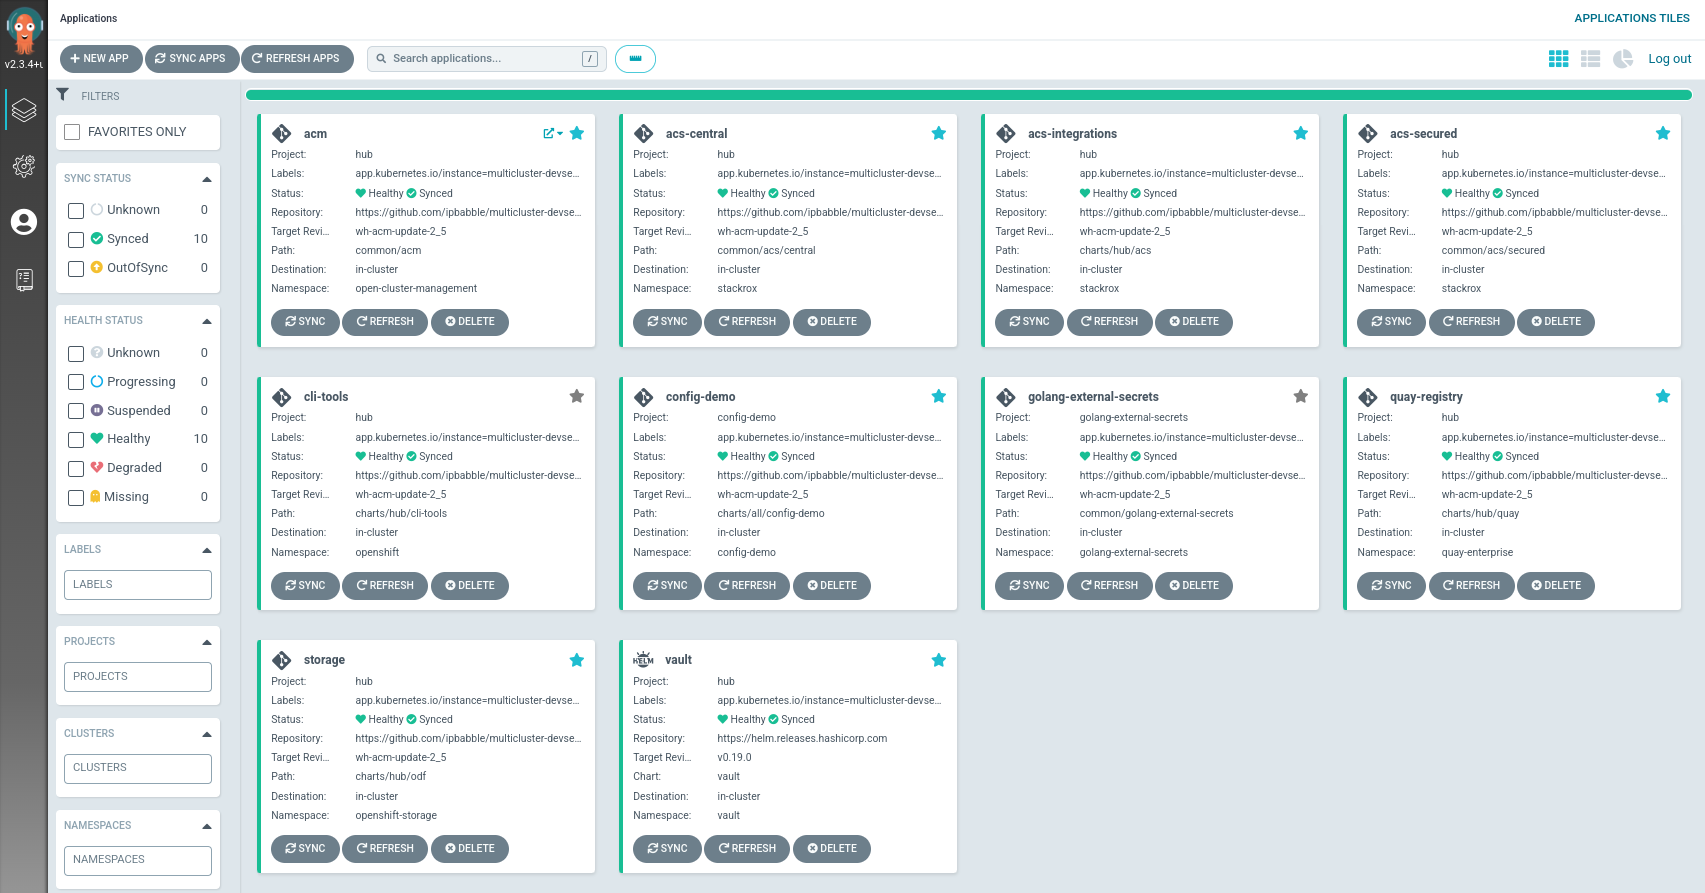 Applications
APPLICATIONS TILES
v2.3.4+
NEW APP
SYNC APPS
REFRESH APPS
Search applications...
/
Log out
FILTERS
FAVORITES ONLY
SYNC STATUS
Unknown 0
Synced 10
OutOfSync 0
HEALTH STATUS
Unknown 0
Progressing 0
Suspended 0
Healthy 10
Degraded 0
Missing 0
LABELS
LABELS
PROJECTS
PROJECTS
CLUSTERS
CLUSTERS
NAMESPACES
NAMESPACES
acm
Project: hub
Labels: app.kubernetes.io/instance=multicluster-devse...
Status: Healthy Synced
Repository: https://github.com/ipbabble/multicluster-devse...
Target Revi... wh-acm-update-2_5
Path: common/acm
Destination: in-cluster
Namespace: open-cluster-management
SYNC REFRESH DELETE
acs-central
Project: hub
Labels: app.kubernetes.io/instance=multicluster-devse...
Status: Healthy Synced
Repository: https://github.com/ipbabble/multicluster-devse...
Target Revi... wh-acm-update-2_5
Path: common/acs/central
Destination: in-cluster
Namespace: stackrox
SYNC REFRESH DELETE
acs-integrations
Project: hub
Labels: app.kubernetes.io/instance=multicluster-devse...
Status: Healthy Synced
Repository: https://github.com/ipbabble/multicluster-devse...
Target Revi... wh-acm-update-2_5
Path: charts/hub/acs
Destination: in-cluster
Namespace: stackrox
SYNC REFRESH DELETE
acs-secured
Project: hub
Labels: app.kubernetes.io/instance=multicluster-devse...
Status: Healthy Synced
Repository: https://github.com/ipbabble/multicluster-devse...
Target Revi... wh-acm-update-2_5
Path: common/acs/secured
Destination: in-cluster
Namespace: stackrox
SYNC REFRESH DELETE
cli-tools
Project: hub
Labels: app.kubernetes.io/instance=multicluster-devse...
Status: Healthy Synced
Repository: https://github.com/ipbabble/multicluster-devse...
Target Revi... wh-acm-update-2_5
Path: charts/hub/cli-tools
Destination: in-cluster
Namespace: openshift
SYNC REFRESH DELETE
config-demo
Project: config-demo
Labels: app.kubernetes.io/instance=multicluster-devse...
Status: Healthy Synced
Repository: https://github.com/ipbabble/multicluster-devse...
Target Revi... wh-acm-update-2_5
Path: charts/all/config-demo
Destination: in-cluster
Namespace: config-demo
SYNC REFRESH DELETE
golang-external-secrets
Project: golang-external-secrets
Labels: app.kubernetes.io/instance=multicluster-devse...
Status: Healthy Synced
Repository: https://github.com/ipbabble/multicluster-devse...
Target Revi... wh-acm-update-2_5
Path: common/golang-external-secrets
Destination: in-cluster
Namespace: golang-external-secrets
SYNC REFRESH DELETE
quay-registry
Project: hub
Labels: app.kubernetes.io/instance=multicluster-devse...
Status: Healthy Synced
Repository: https://github.com/ipbabble/multicluster-devse...
Target Revi... wh-acm-update-2_5
Path: charts/hub/quay
Destination: in-cluster
Namespace: quay-enterprise
SYNC REFRESH DELETE
storage
Project: hub
Labels: app.kubernetes.io/instance=multicluster-devse...
Status: Healthy Synced
Repository: https://github.com/ipbabble/multicluster-devse...
Target Revi... wh-acm-update-2_5
Path: charts/hub/odf
Destination: in-cluster
Namespace: openshift-storage
SYNC REFRESH DELETE
HELM
vault
Project: hub
Labels: app.kubernetes.io/instance=multicluster-devse...
Status: Healthy Synced
Repository: https://helm.releases.hashicorp.com
Target Revi... v0.19.0
Chart: vault
Destination: in-cluster
Namespace: vault
SYNC REFRESH DELETE